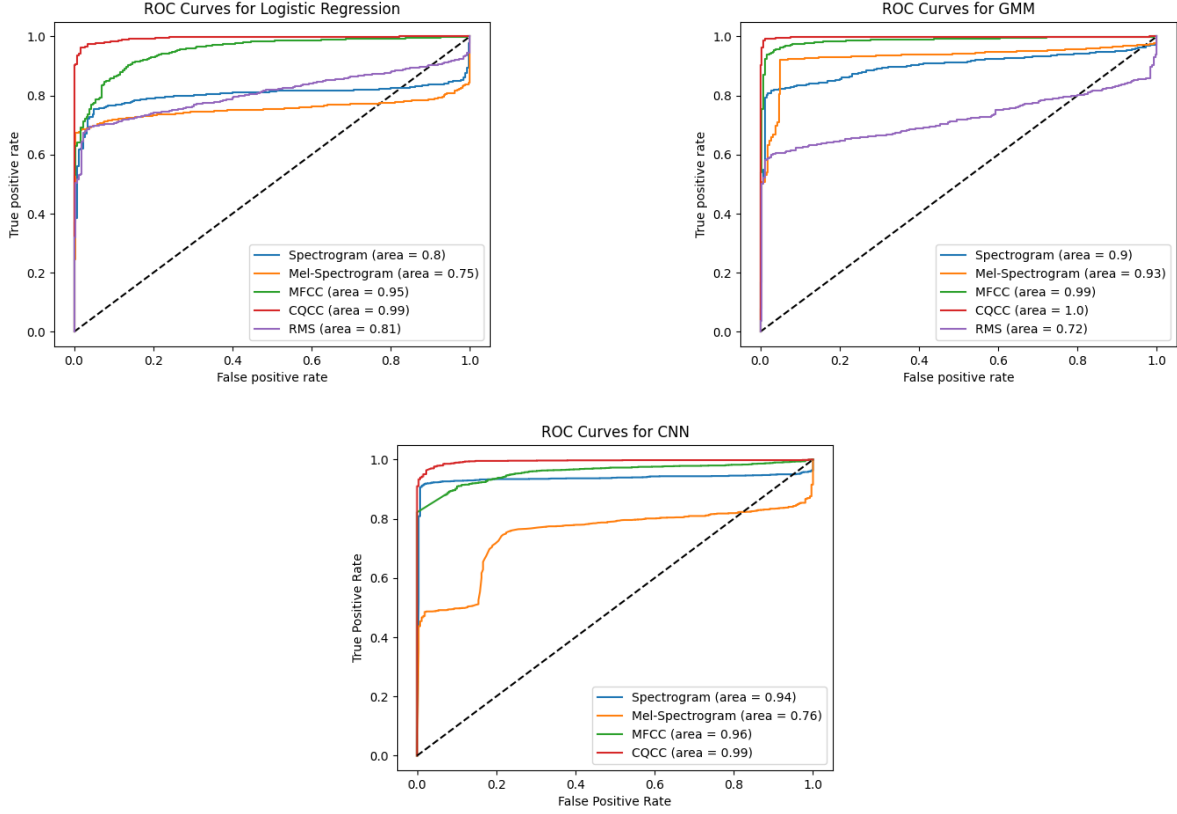 ROC Curves for Logistic Regression
1.0
0.8
0.6
0.4
0.2
0.0
True positive rate
Spectrogram (area = 0.8)
Mel-Spectrogram (area = 0.75)
MFCC (area = 0.95)
CQCC (area = 0.99)
RMS (area = 0.81)
0.0 0.2 0.4 0.6 0.8 1.0
False positive rate
ROC Curves for GMM
1.0
0.8
0.6
0.4
0.2
0.0
True positive rate
Spectrogram (area = 0.9)
Mel-Spectrogram (area = 0.93)
MFCC (area = 0.99)
CQCC (area = 1.0)
RMS (area = 0.72)
0.0 0.2 0.4 0.6 0.8 1.0
False positive rate
ROC Curves for CNN
1.0
0.8
0.6
0.4
0.2
0.0
True Positive Rate
Spectrogram (area = 0.94)
Mel-Spectrogram (area = 0.76)
MFCC (area = 0.96)
CQCC (area = 0.99)
0.0 0.2 0.4 0.6 0.8 1.0
False Positive Rate